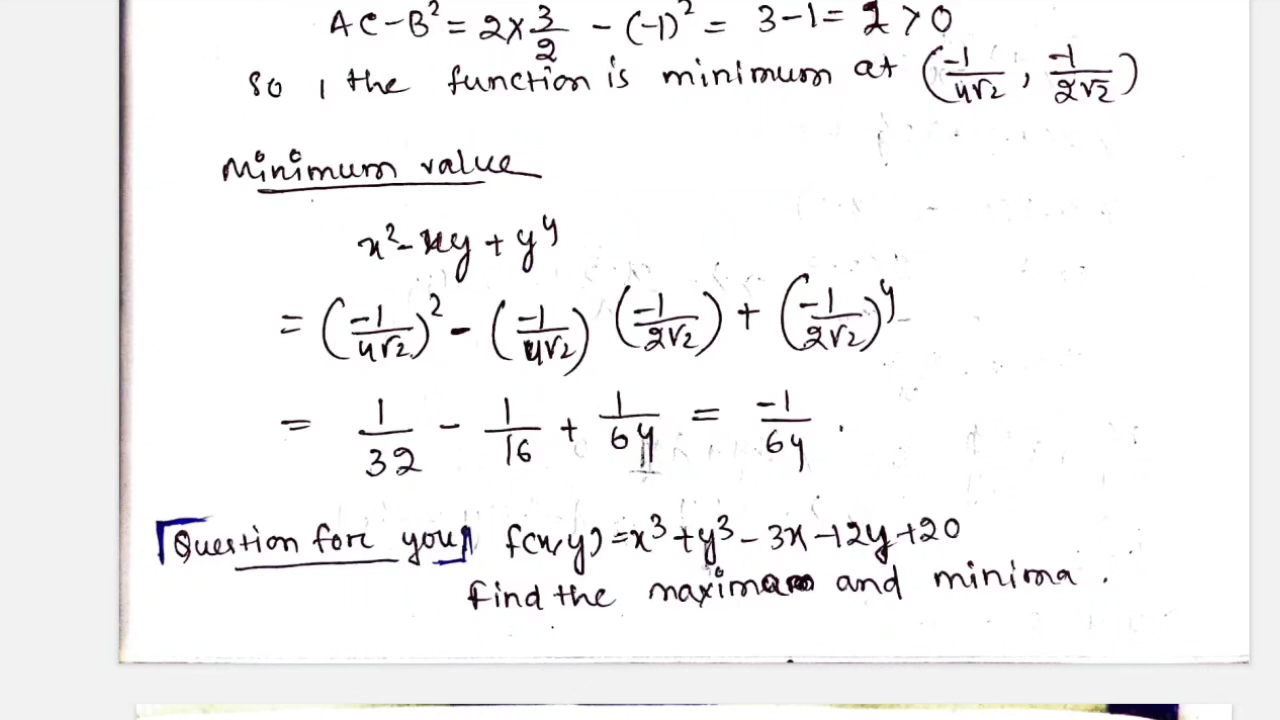 AC-B² = 2×3/2 - (-1)² = 3-1 = 2 > 0
So, the function is minimum at (-1/4√2, -1/2√2)
Minimum value
x² - xy + y⁴
= (-1/4√2)² - (-1/4√2)(-1/2√2) + (-1/2√2)⁴
= 1/32 - 1/16 + 1/64 = -1/64.
Question for you f(x,y) = x³ + y³ - 3x - 12y + 20
Find the maxima and minima.